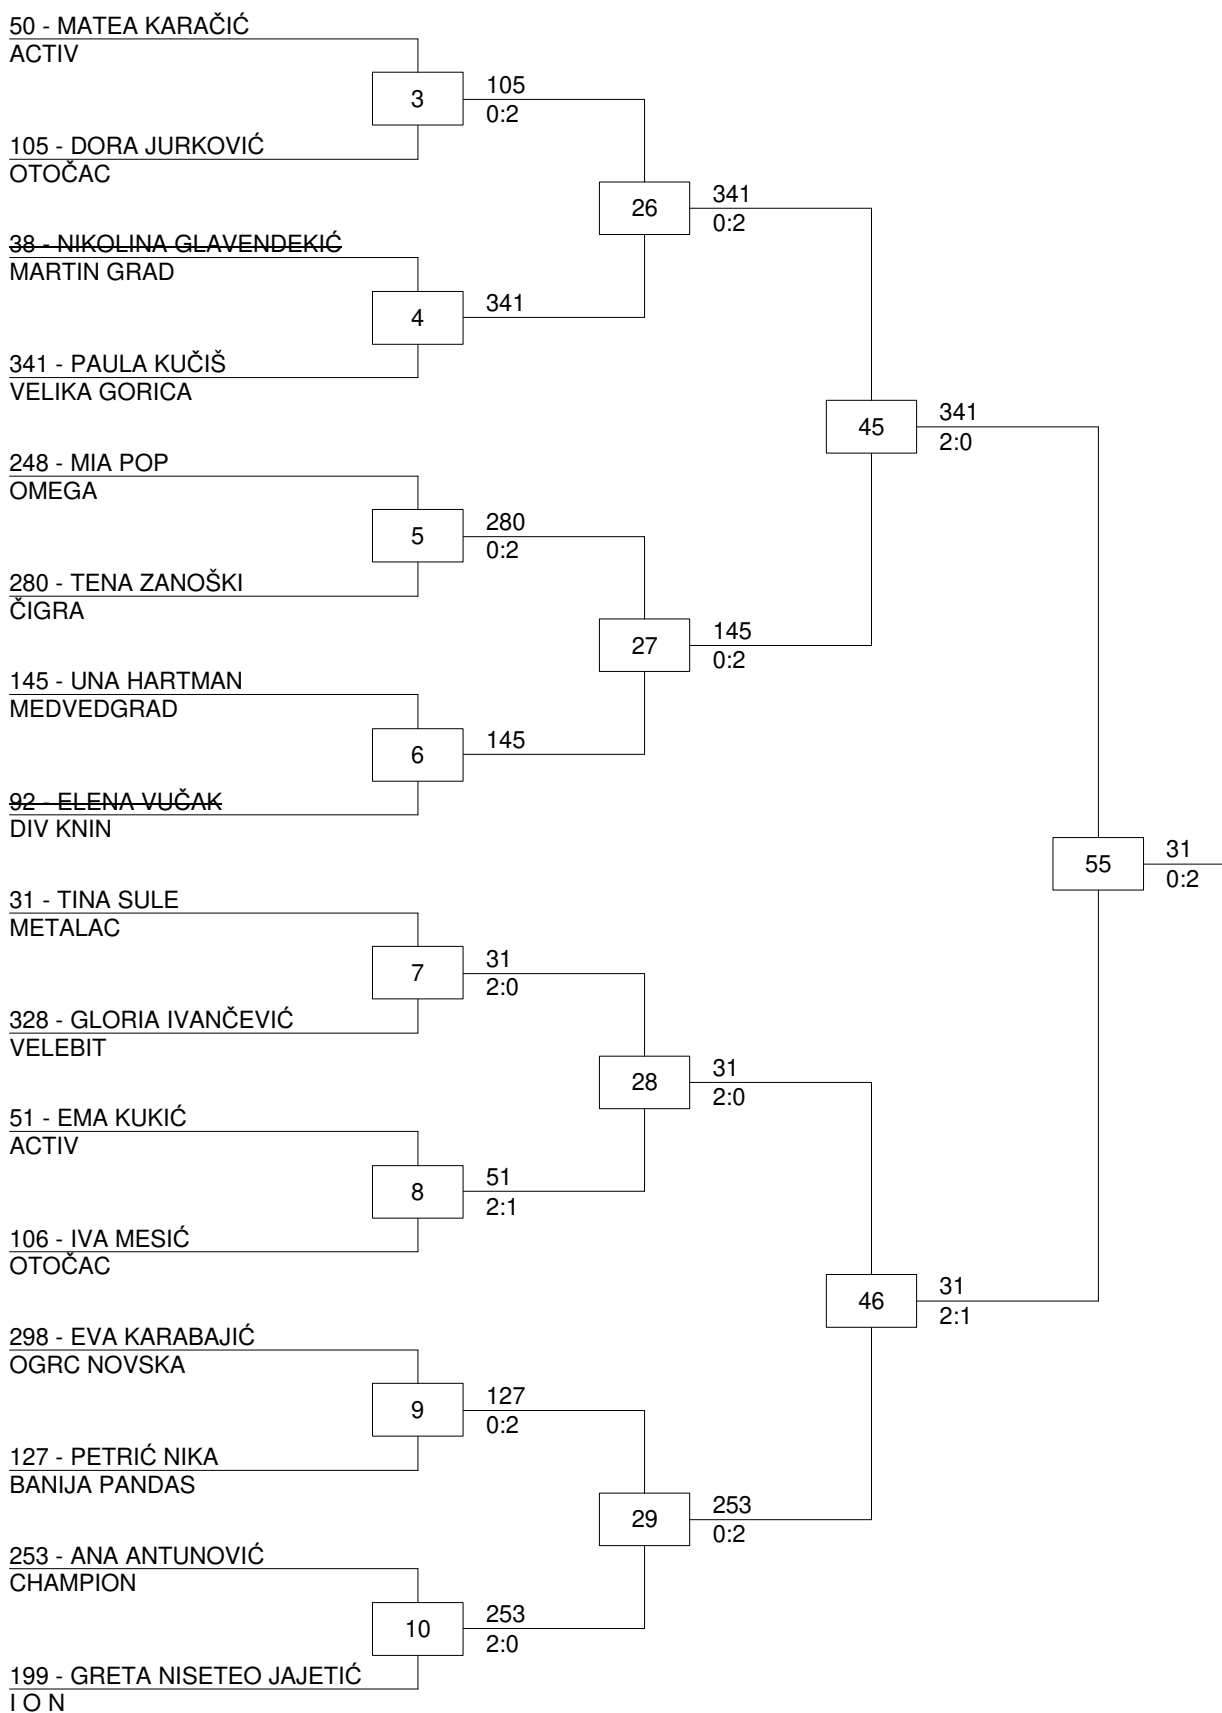 50 - MATEA KARAČIĆ
ACTIV
3
105
0:2
105 - DORA JURKOVIĆ
OTOČAC
26
341
0:2
38 - NIKOLINA GLAVENDEKIĆ
MARTIN GRAD
4
341
341 - PAULA KUČIŠ
VELIKA GORICA
45
341
2:0
248 - MIA POP
OMEGA
5
280
0:2
280 - TENA ZANOŠKI
ČIGRA
27
145
0:2
145 - UNA HARTMAN
MEDVEDGRAD
6
145
92 - ELENA VUČAK
DIV KNIN
55
31
0:2
31 - TINA SULE
METALAC
7
31
2:0
328 - GLORIA IVANČEVIĆ
VELEBIT
28
31
2:0
51 - EMA KUKIĆ
ACTIV
8
51
2:1
106 - IVA MESIĆ
OTOČAC
46
31
2:1
298 - EVA KARABAJIĆ
OGRC NOVSKA
9
127
0:2
127 - PETRIĆ NIKA
BANIJA PANDAS
29
253
0:2
253 - ANA ANTUNOVIĆ
CHAMPION
10
253
2:0
199 - GRETA NISETEO JAJETIĆ
I O N